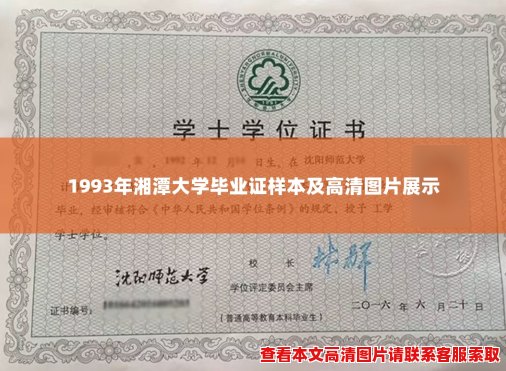 学士学位证书
日生。在沈阳师范大学
1993年湘潭大学毕业证样本及高清图片展示
毕业，经审核符合《中华人民共和国学位条例》的规定，授予 工学
学士学位。
沈阳师范大学
校 长
学位评定委员会主席
证书编号：
二〇一六 年 六 月 二十 日
（普通高等教育本科毕业生）
查看本文高清图片请联系客服索取